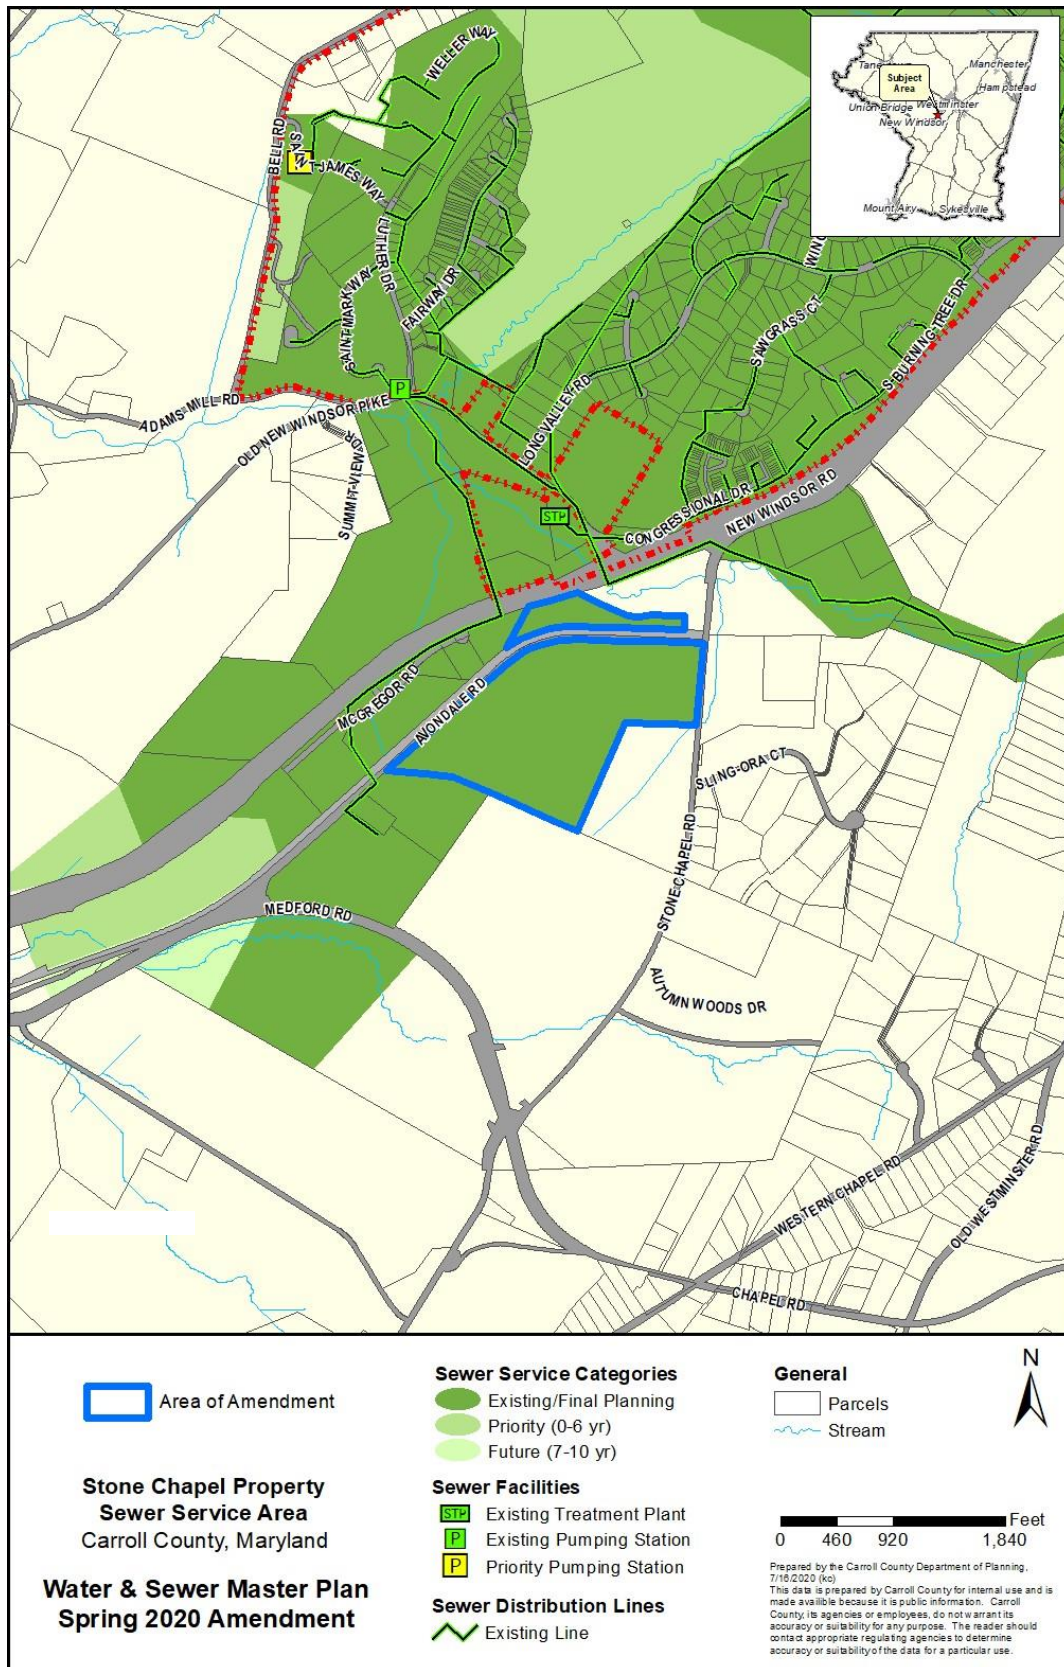 WELLER WAY
BELL RD
SAINT JAMES WAY
LUTHER DR
SAINT MARK WAY
FAIRWAY DR
ADAMS MILL RD
OLD NEW WINDSOR PIKE
SUMMIT VIEW DR
P
LONG VALLEY RD
SAWGRASS CT
WING
S BURNING TREE DR
CONGRESSIONAL DR
NEW WINDSOR RD
STP
MCGREGOR RD
AVONDALE RD
SLINGORA CT
STONE CHAPEL RD
MEDFORD RD
AUTUMN WOODS DR
WESTERN CHAPEL RD
OLD WESTMINSTER RD
CHAPEL RD
Manchester
Hampstead
Subject
Area
Union Bridge
Westminster
New Windsor
Mount Airy
Sykesville
Area of Amendment
Stone Chapel Property
Sewer Service Area
Carroll County, Maryland
Water & Sewer Master Plan
Spring 2020 Amendment
Sewer Service Categories
Existing/Final Planning
Priority (0-6 yr)
Future (7-10 yr)
Sewer Facilities
STP Existing Treatment Plant
P Existing Pumping Station
P Priority Pumping Station
Sewer Distribution Lines
Existing Line
General
Parcels
Stream
N
Feet
0 460 920 1,840
Prepared by the Carroll County Department of Planning,
7/16/2020 (kc)
This data is prepared by Carroll County for internal use and is
made availible because it is public information. Carroll
County, its agencies or employees, do not warrant its
accuracy or suitability for any purpose. The reader should
contact appropriate regulating agencies to determine
accuracy or suitability of the data for a particular use.